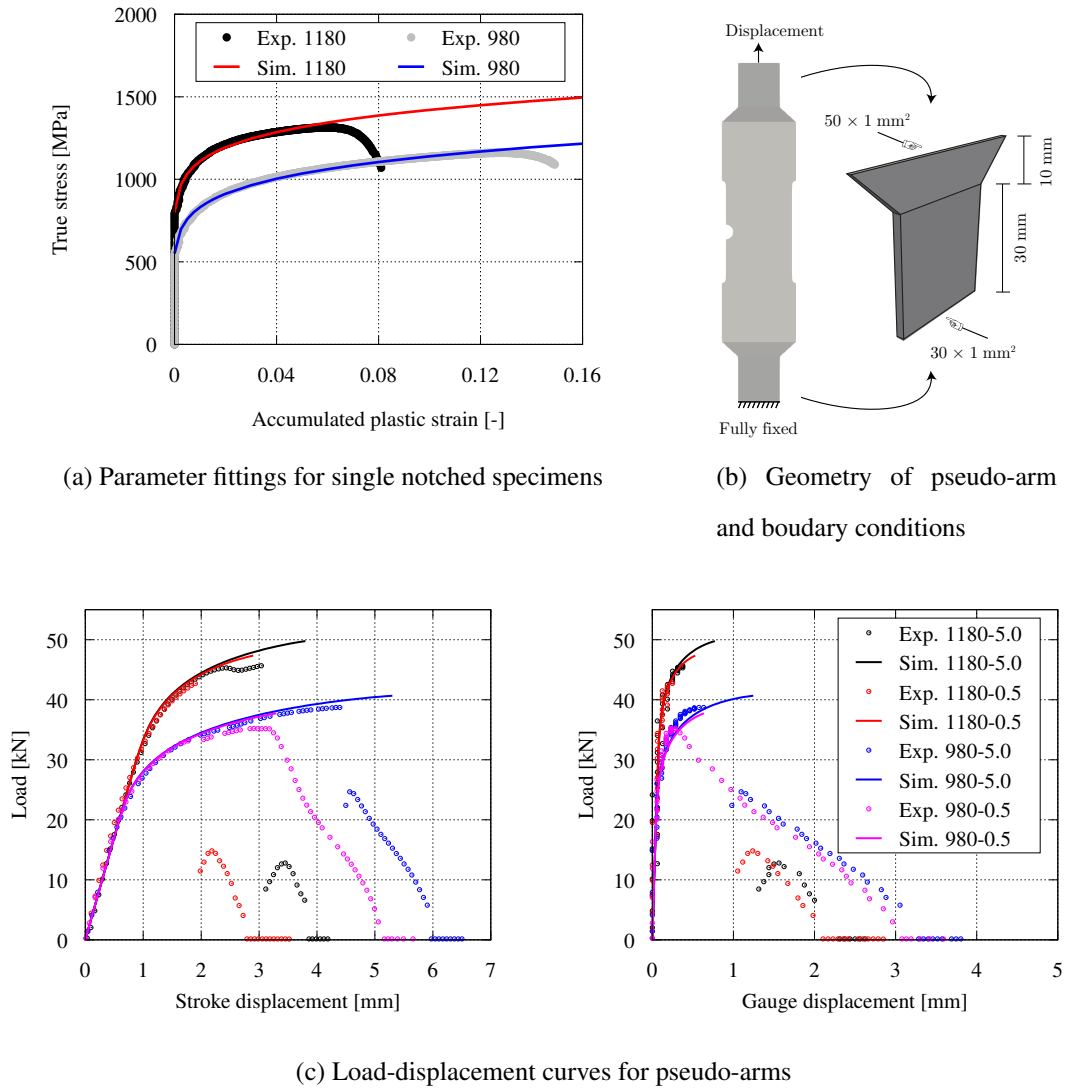 2000
1500
1000
500
0
True stress [MPa]
Exp. 1180
Exp. 980
Sim. 1180
Sim. 980
0 0.04 0.08 0.12 0.16
Accumulated plastic strain [-]
(a) Parameter fittings for single notched specimens
Displacement
50 × 1 mm²
10 mm
30 mm
30 × 1 mm²
Fully fixed
(b) Geometry of pseudo-arm
and boudary conditions
50
40
30
20
10
0
Load [kN]
0 1 2 3 4 5 6 7
Stroke displacement [mm]
50
40
30
20
10
0
Load [kN]
Exp. 1180-5.0
Sim. 1180-5.0
Exp. 1180-0.5
Sim. 1180-0.5
Exp. 980-5.0
Sim. 980-5.0
Exp. 980-0.5
Sim. 980-0.5
0 1 2 3 4 5
Gauge displacement [mm]
(c) Load-displacement curves for pseudo-arms